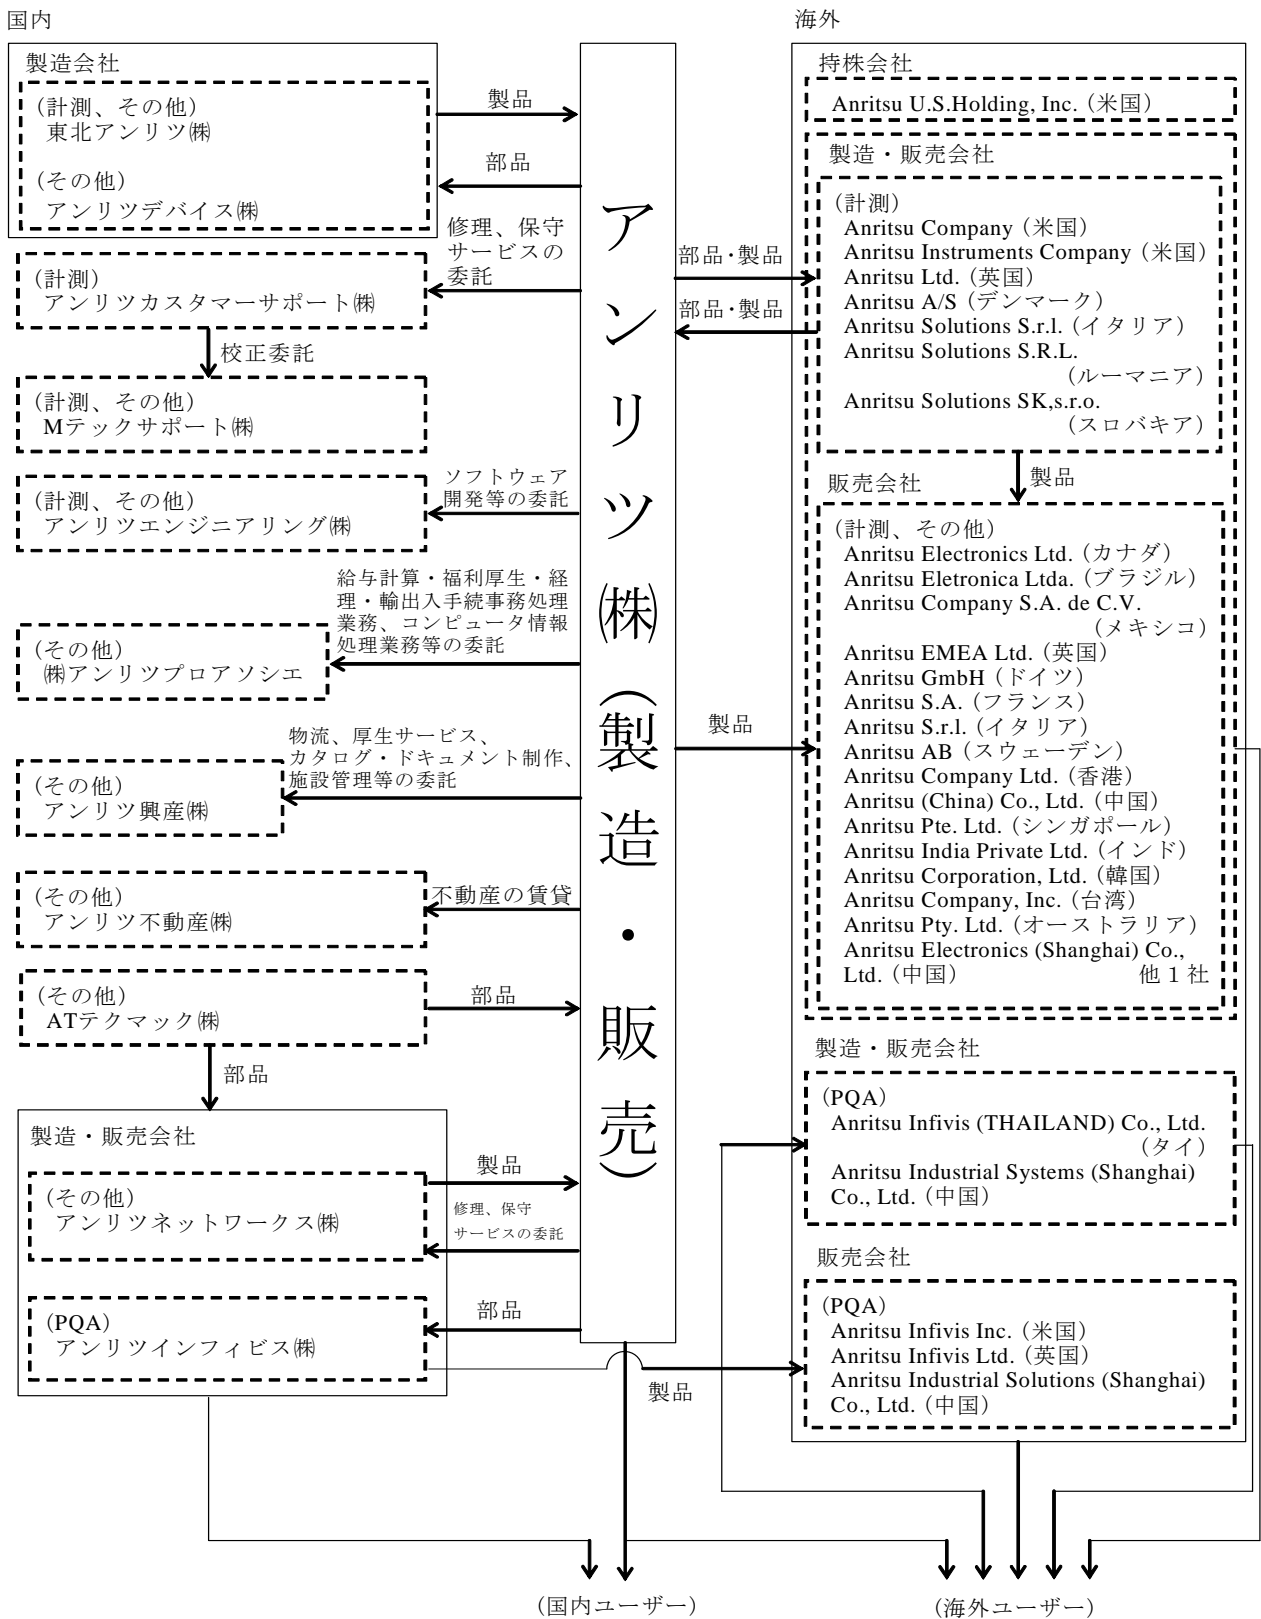 国内
製造会社
（計測、その他）
東北アンリツ㈱
（その他）
アンリツデバイス㈱
製品
部品
修理、保守
サービスの
委託
（計測）
アンリツカスタマーサポート㈱
校正委託
（計測、その他）
Mテックサポート㈱
ソフトウェア
開発等の委託
（計測、その他）
アンリツエンジニアリング㈱
給与計算・福利厚生・経
理・輸出入手続事務処理
業務、コンピュータ情報
処理業務等の委託
（その他）
㈱アンリツプロアソシエ
物流、厚生サービス、
カタログ・ドキュメント制作、
施設管理等の委託
（その他）
アンリツ興産㈱
不動産の賃貸
（その他）
アンリツ不動産㈱
（その他）
ATテクマック㈱
部品
部品
製造・販売会社
（その他）
アンリツネットワークス㈱
製品
修理、保守
サービスの委託
（PQA）
アンリツインフィビス㈱
部品
アンリツ㈱（製造・販売）
部品･製品
部品･製品
製品
製品
海外
持株会社
Anritsu U.S.Holding, Inc.（米国）
製造・販売会社
（計測）
Anritsu Company（米国）
Anritsu Instruments Company（米国）
Anritsu Ltd.（英国）
Anritsu A/S（デンマーク）
Anritsu Solutions S.r.l.（イタリア）
Anritsu Solutions S.R.L.
（ルーマニア）
Anritsu Solutions SK,s.r.o.
（スロバキア）
製品
販売会社
（計測、その他）
Anritsu Electronics Ltd.（カナダ）
Anritsu Eletronica Ltda.（ブラジル）
Anritsu Company S.A. de C.V.
（メキシコ）
Anritsu EMEA Ltd.（英国）
Anritsu GmbH（ドイツ）
Anritsu S.A.（フランス）
Anritsu S.r.l.（イタリア）
Anritsu AB（スウェーデン）
Anritsu Company Ltd.（香港）
Anritsu (China) Co., Ltd.（中国）
Anritsu Pte. Ltd.（シンガポール）
Anritsu India Private Ltd.（インド）
Anritsu Corporation, Ltd.（韓国）
Anritsu Company, Inc.（台湾）
Anritsu Pty. Ltd.（オーストラリア）
Anritsu Electronics (Shanghai) Co.,
Ltd.（中国） 他１社
製造・販売会社
（PQA）
Anritsu Infivis (THAILAND) Co., Ltd.
（タイ）
Anritsu Industrial Systems (Shanghai)
Co., Ltd.（中国）
販売会社
（PQA）
Anritsu Infivis Inc.（米国）
Anritsu Infivis Ltd.（英国）
Anritsu Industrial Solutions (Shanghai)
Co., Ltd.（中国）
（国内ユーザー）
（海外ユーザー）